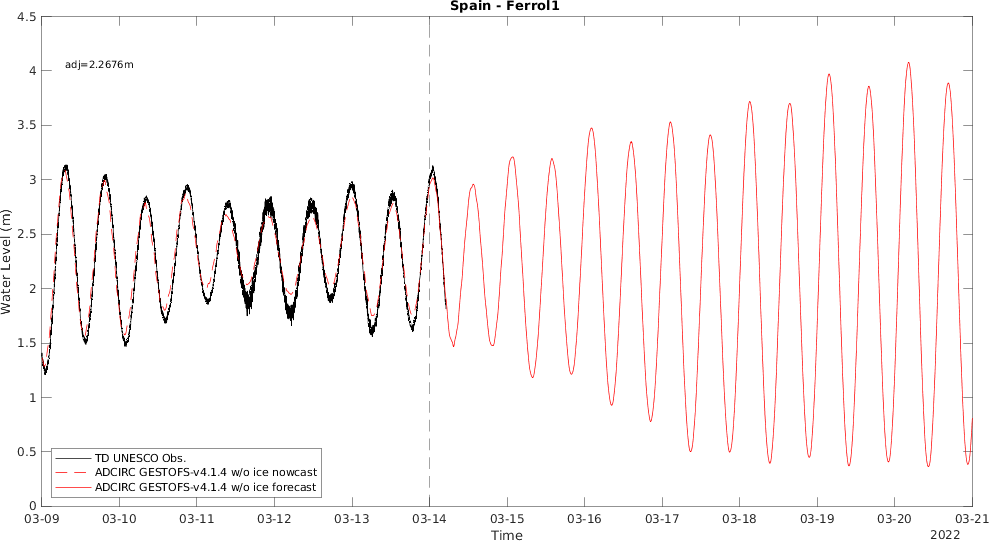 Spain - Ferrol1
4.5
4
3.5
3
2.5
2
1.5
1
0.5
0
Water Level (m)
adj=2.2676m
TD UNESCO Obs.
ADCIRC GESTOFS-v4.1.4 w/o ice nowcast
ADCIRC GESTOFS-v4.1.4 w/o ice forecast
03-09 03-10 03-11 03-12 03-13 03-14 03-15 03-16 03-17 03-18 03-19 03-20 03-21
Time
2022